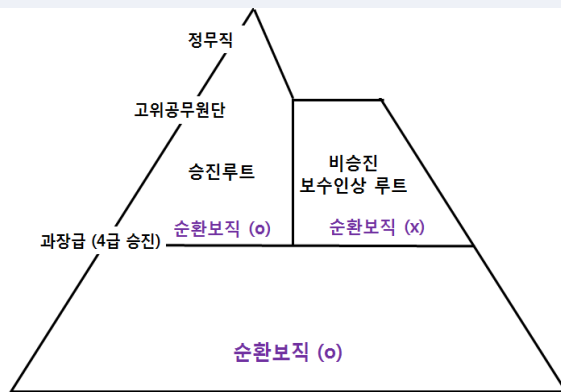 정무직
고위공무원단
승진루트
비승진
보수인상 루트
순환보직 (o)
순환보직 (x)
과장급 (4급 승진)
순환보직 (o)